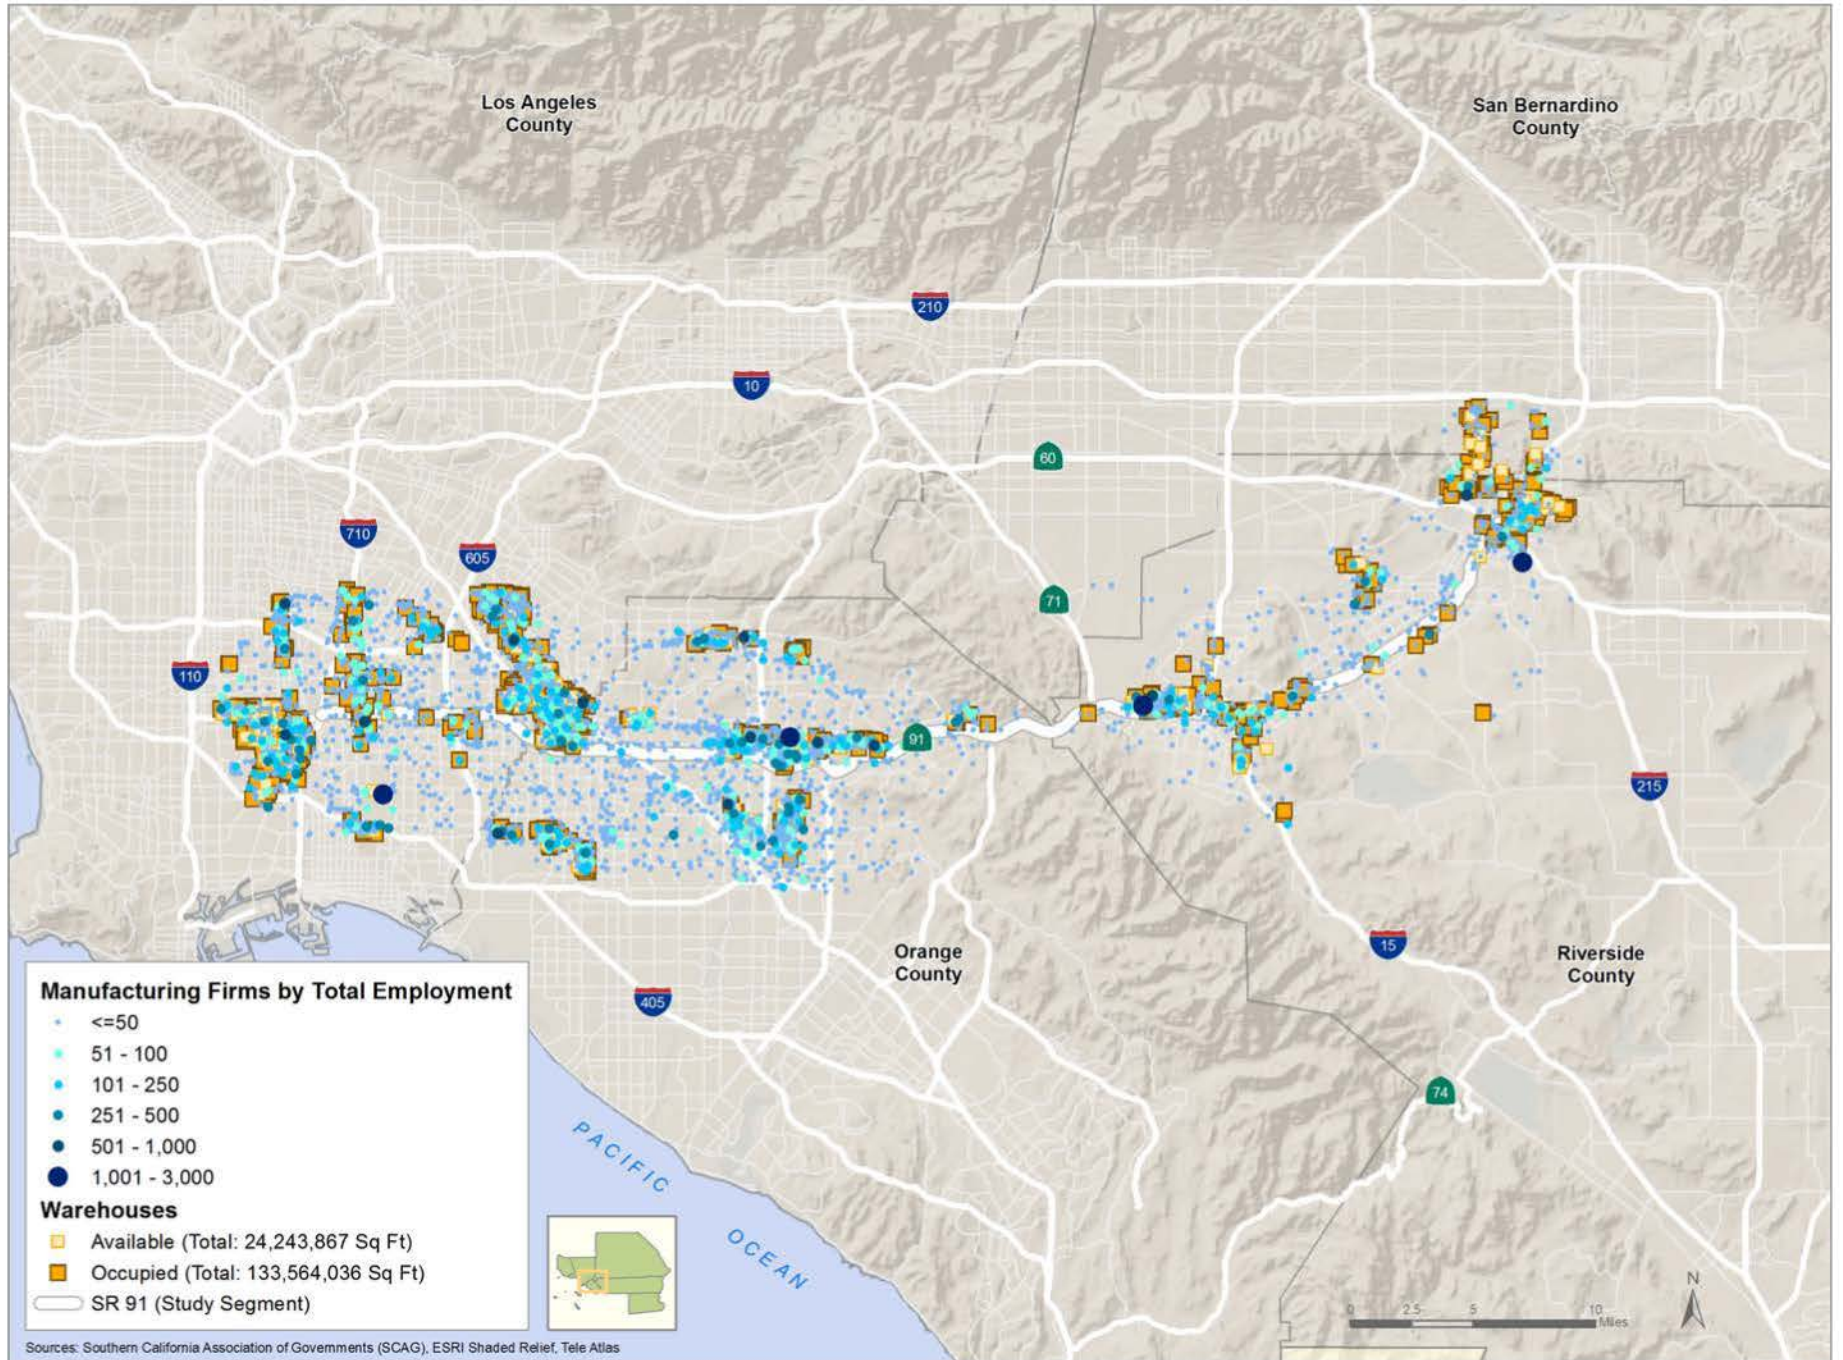 Los Angeles
County
San Bernardino
County
210
10
60
710
605
71
110
91
215
Orange
County
15
Riverside
County
405
74
PACIFIC
OCEAN
Manufacturing Firms by Total Employment
<=50
51 - 100
101 - 250
251 - 500
501 - 1,000
1,001 - 3,000
Warehouses
Available (Total: 24,243,867 Sq Ft)
Occupied (Total: 133,564,036 Sq Ft)
SR 91 (Study Segment)
N
0 2.5 5 10
Miles
Sources: Southern California Association of Governments (SCAG), ESRI Shaded Relief, Tele Atlas